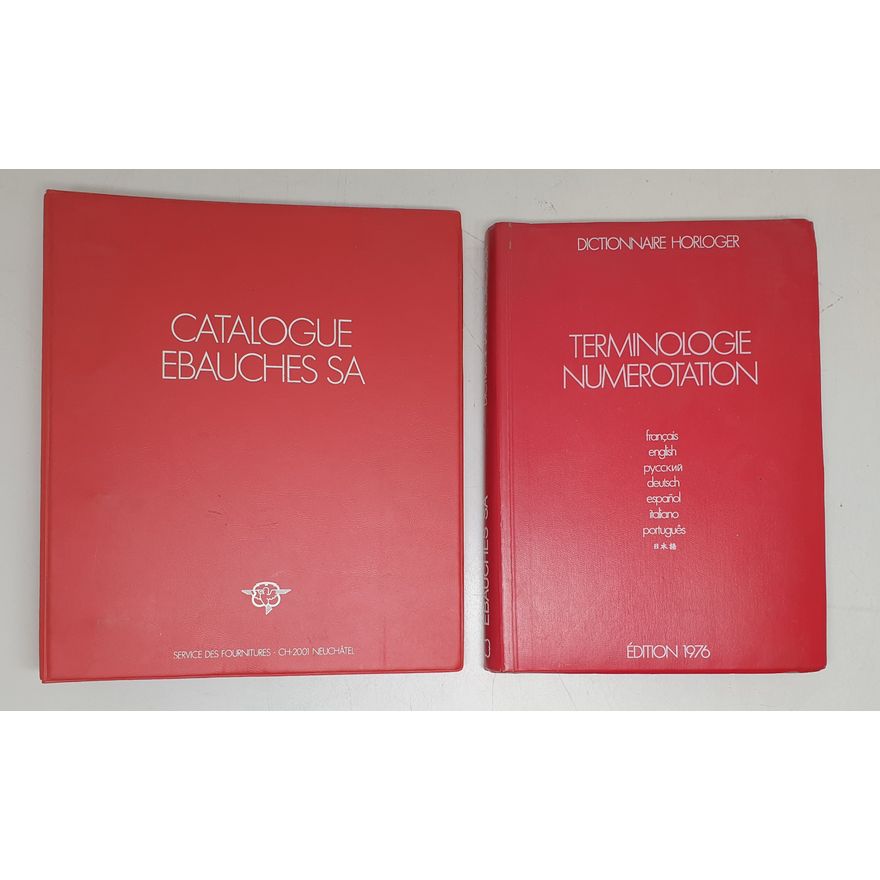 CATALOGUE
EBAUCHES SA
SERVICE DES FOURNITURES - CH-2001 NEUCHÂTEL
EBAUCHES SA
DICTIONNAIRE HORLOGER
TERMINOLOGIE
NUMEROTATION
français
english
русский
deutsch
español
italiano
português
日本語
ÉDITION 1976